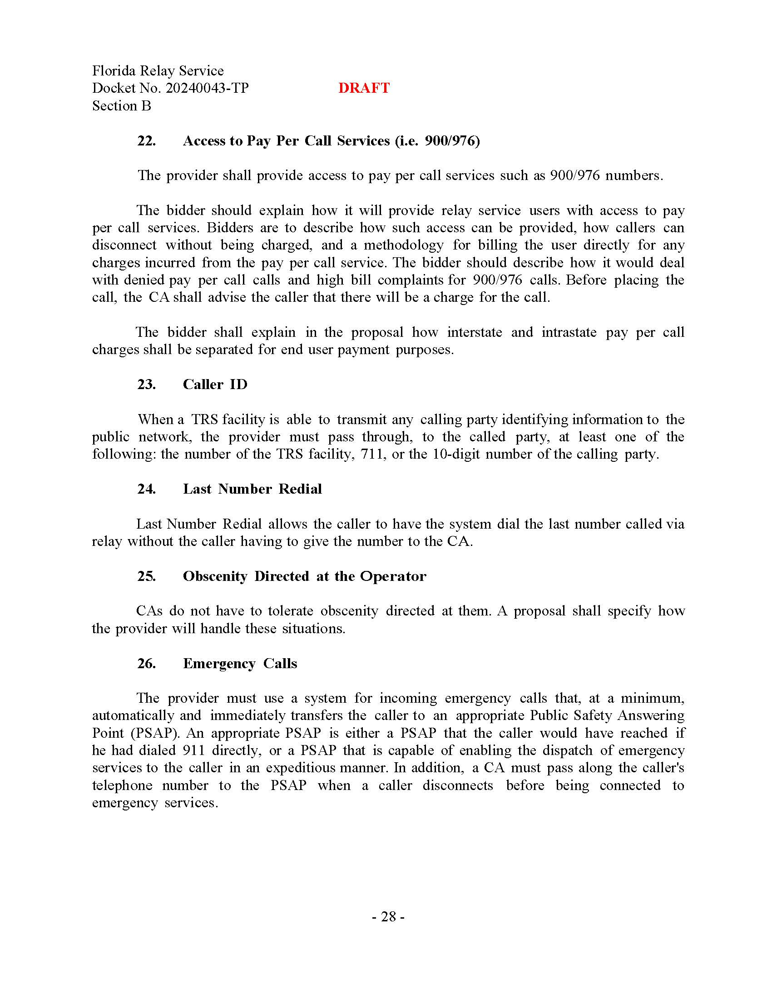 Florida Relay Service
Docket No. 20240043-TP DRAFT
Section B
22. Access to Pay Per Call Services (i.e. 900/976)
The provider shall provide access to pay per call services such as 900/976 numbers.
The bidder should explain how it will provide relay service users with access to pay
per call services. Bidders are to describe how such access can be provided, how callers can
disconnect without being charged, and a methodology for billing the user directly for any
charges incurred from the pay per call service. The bidder should describe how it would deal
with denied pay per call calls and high bill complaints for 900/976 calls. Before placing the
call, the CA shall advise the caller that there will be a charge for the call.
The bidder shall explain in the proposal how interstate and intrastate pay per call
charges shall be separated for end user payment purposes.
23. Caller ID
When a TRS facility is able to transmit any calling party identifying information to the
public network, the provider must pass through, to the called party, at least one of the
following: the number of the TRS facility, 711, or the 10-digit number of the calling party.
24. Last Number Redial
Last Number Redial allows the caller to have the system dial the last number called via
relay without the caller having to give the number to the CA.
25. Obscenity Directed at the Operator
CAs do not have to tolerate obscenity directed at them. A proposal shall specify how
the provider will handle these situations.
26. Emergency Calls
The provider must use a system for incoming emergency calls that, at a minimum,
automatically and immediately transfers the caller to an appropriate Public Safety Answering
Point (PSAP). An appropriate PSAP is either a PSAP that the caller would have reached if
he had dialed 911 directly, or a PSAP that is capable of enabling the dispatch of emergency
services to the caller in an expeditious manner. In addition, a CA must pass along the caller's
telephone number to the PSAP when a caller disconnects before being connected to
emergency services.
- 28 -